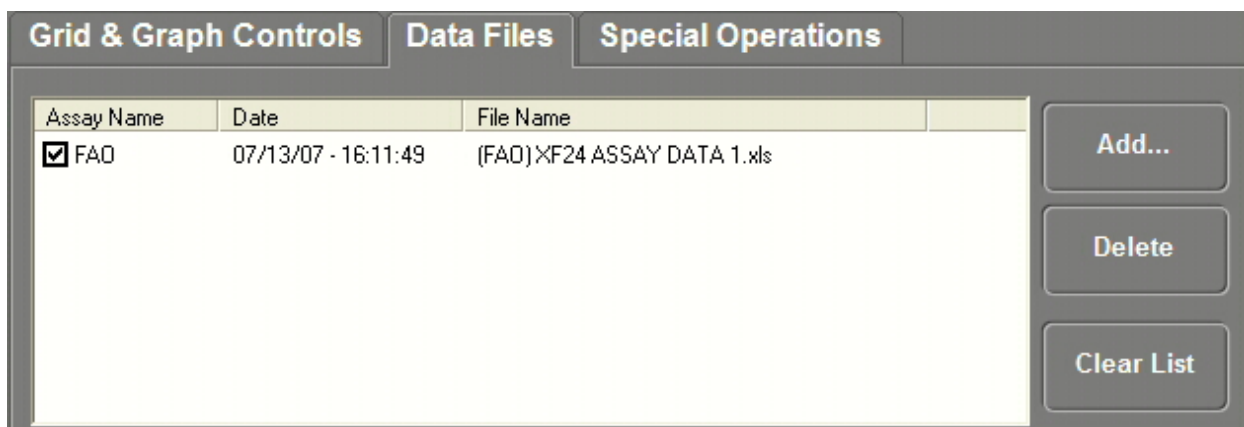 Grid & Graph Controls Data Files Special Operations
Assay Name Date File Name
FAO 07/13/07 - 16:11:49 (FAO) XF24 ASSAY DATA 1.xls
Add...
Delete
Clear List